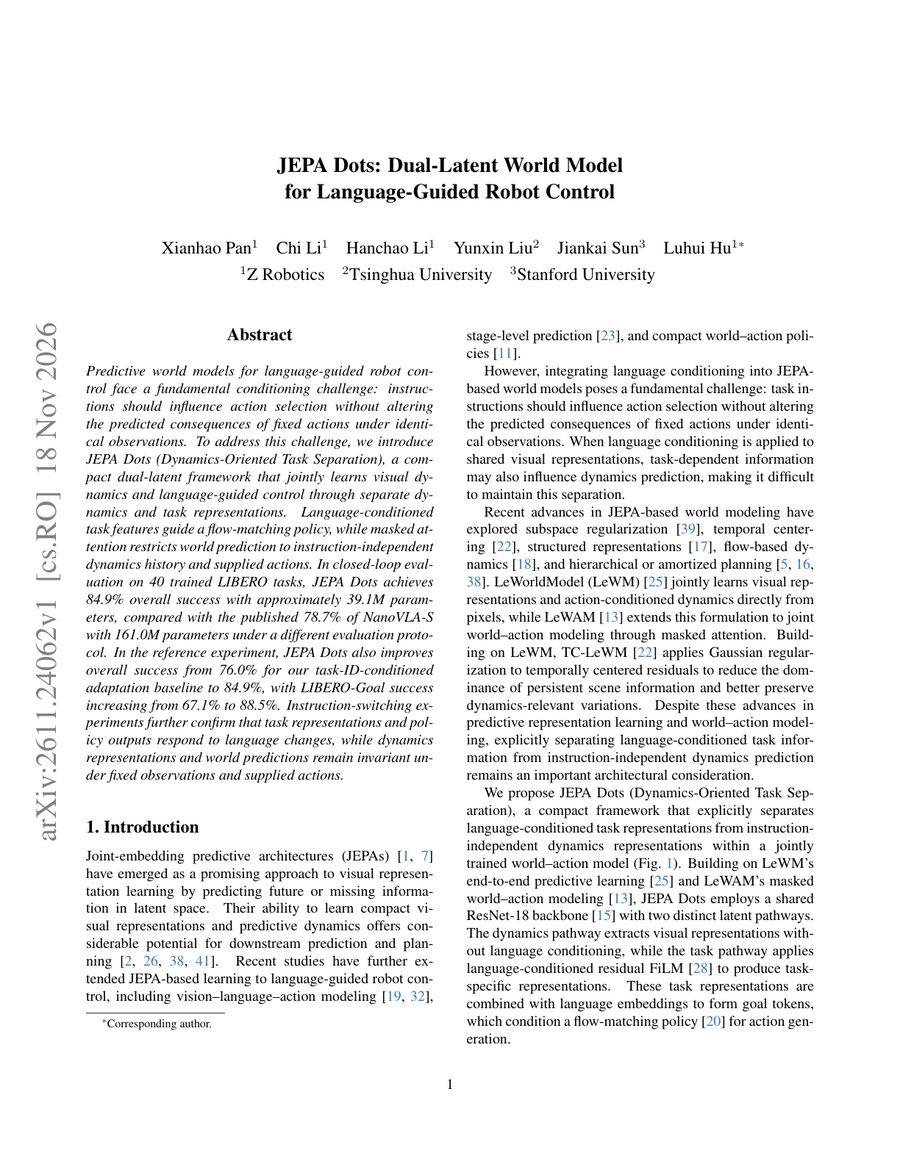 JEPA Dots: Dual-Latent World Model
for Language-Guided Robot Control
Xianhao Pan¹ Chi Li¹ Hanchao Li¹ Yunxin Liu² Jiankai Sun³ Luhui Hu¹*
¹Z Robotics ²Tsinghua University ³Stanford University
arXiv:2611.24062v1 [cs.RO] 18 Nov 2026
Abstract
Predictive world models for language-guided robot con-
trol face a fundamental conditioning challenge: instruc-
tions should influence action selection without altering
the predicted consequences of fixed actions under identi-
cal observations. To address this challenge, we introduce
JEPA Dots (Dynamics-Oriented Task Separation), a com-
pact dual-latent framework that jointly learns visual dy-
namics and language-guided control through separate dy-
namics and task representations. Language-conditioned
task features guide a flow-matching policy, while masked at-
tention restricts world prediction to instruction-independent
dynamics history and supplied actions. In closed-loop eval-
uation on 40 trained LIBERO tasks, JEPA Dots achieves
84.9% overall success with approximately 39.1M param-
eters, compared with the published 78.7% of NanoVLA-S
with 161.0M parameters under a different evaluation proto-
col. In the reference experiment, JEPA Dots also improves
overall success from 76.0% for our task-ID-conditioned
adaptation baseline to 84.9%, with LIBERO-Goal success
increasing from 67.1% to 88.5%. Instruction-switching ex-
periments further confirm that task representations and pol-
icy outputs respond to language changes, while dynamics
representations and world predictions remain invariant un-
der fixed observations and supplied actions.
1. Introduction
Joint-embedding predictive architectures (JEPAs) [1, 7]
have emerged as a promising approach to visual represen-
tation learning by predicting future or missing informa-
tion in latent space. Their ability to learn compact vi-
sual representations and predictive dynamics offers con-
siderable potential for downstream prediction and plan-
ning [2, 26, 38, 41]. Recent studies have further ex-
tended JEPA-based learning to language-guided robot con-
trol, including vision–language–action modeling [19, 32],
*Corresponding author.
stage-level prediction [23], and compact world–action poli-
cies [11].
However, integrating language conditioning into JEPA-
based world models poses a fundamental challenge: task in-
structions should influence action selection without altering
the predicted consequences of fixed actions under identi-
cal observations. When language conditioning is applied to
shared visual representations, task-dependent information
may also influence dynamics prediction, making it difficult
to maintain this separation.
Recent advances in JEPA-based world modeling have
explored subspace regularization [39], temporal center-
ing [22], structured representations [17], flow-based dy-
namics [18], and hierarchical or amortized planning [5, 16,
38]. LeWorldModel (LeWM) [25] jointly learns visual rep-
resentations and action-conditioned dynamics directly from
pixels, while LeWAM [13] extends this formulation to joint
world–action modeling through masked attention. Build-
ing on LeWM, TC-LeWM [22] applies Gaussian regular-
ization to temporally centered residuals to reduce the dom-
inance of persistent scene information and better preserve
dynamics-relevant variations. Despite these advances in
predictive representation learning and world–action model-
ing, explicitly separating language-conditioned task infor-
mation from instruction-independent dynamics prediction
remains an important architectural consideration.
We propose JEPA Dots (Dynamics-Oriented Task Sep-
aration), a compact framework that explicitly separates
language-conditioned task representations from instruction-
independent dynamics representations within a jointly
trained world–action model (Fig. 1). Building on LeWM's
end-to-end predictive learning [25] and LeWAM's masked
world–action modeling [13], JEPA Dots employs a shared
ResNet-18 backbone [15] with two distinct latent pathways.
The dynamics pathway extracts visual representations with-
out language conditioning, while the task pathway applies
language-conditioned residual FiLM [28] to produce task-
specific representations. These task representations are
combined with language embeddings to form goal tokens,
which condition a flow-matching policy [20] for action gen-
eration.
1